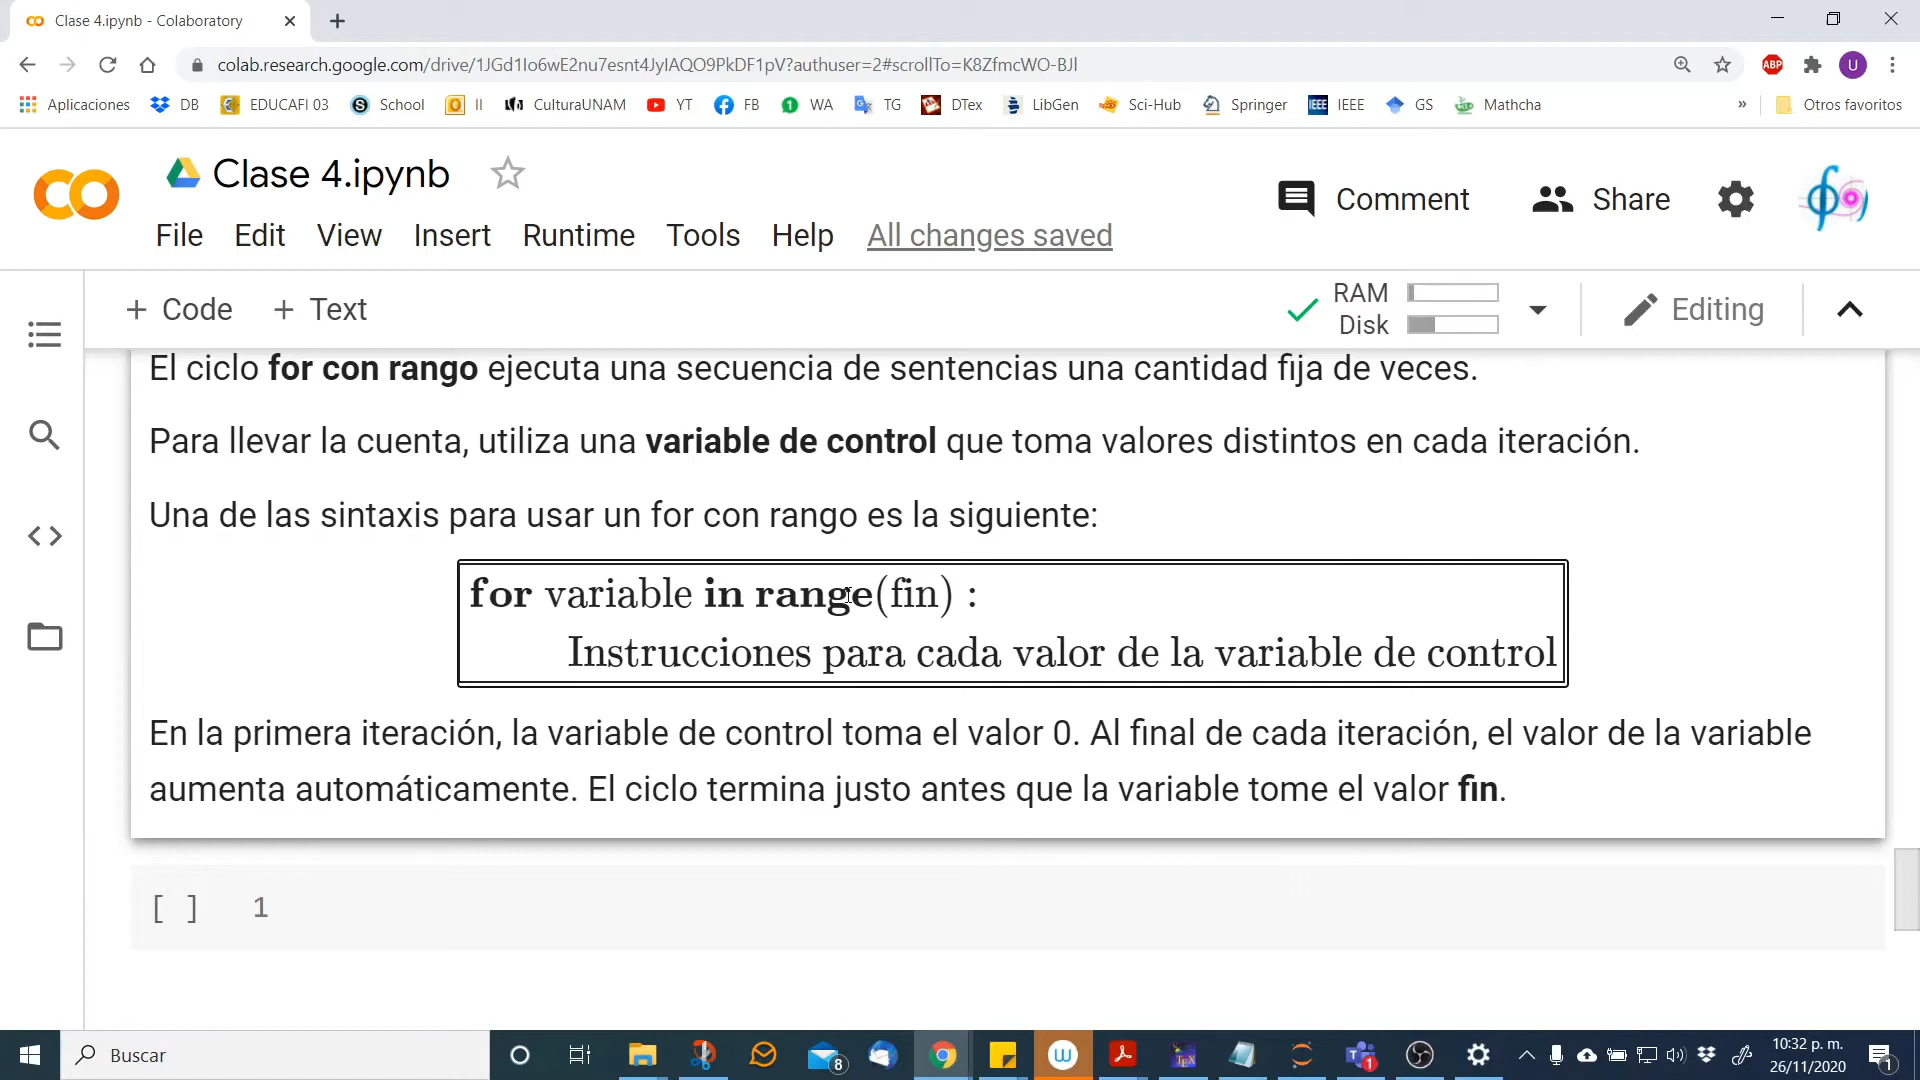 Clase 4.ipynb - Colaboratory
colab.research.google.com/drive/1JGd1Io6wE2nu7esnt4JyIAQO9PkDF1pV?authuser=2#scrollTo=K8ZfmcWO-BJl
ABP
U
Aplicaciones
DB
EDUCAFI 03
School
II
CulturaUNAM
YT
FB
WA
TG
DTex
LibGen
Sci-Hub
Springer
IEEE
GS
Mathcha
»
Otros favoritos
Clase 4.ipynb
Comment
Share
File Edit View Insert Runtime Tools Help All changes saved
+ Code + Text
RAM
Disk
Editing
El ciclo for con rango ejecuta una secuencia de sentencias una cantidad fija de veces.
Para llevar la cuenta, utiliza una variable de control que toma valores distintos en cada iteración.
Una de las sintaxis para usar un for con rango es la siguiente:
for variable in range(fin) :
Instrucciones para cada valor de la variable de control
En la primera iteración, la variable de control toma el valor 0. Al final de cada iteración, el valor de la variable
aumenta automáticamente. El ciclo termina justo antes que la variable tome el valor fin.
[ ] 1
Buscar
8
1
10:32 p. m.
26/11/2020
1